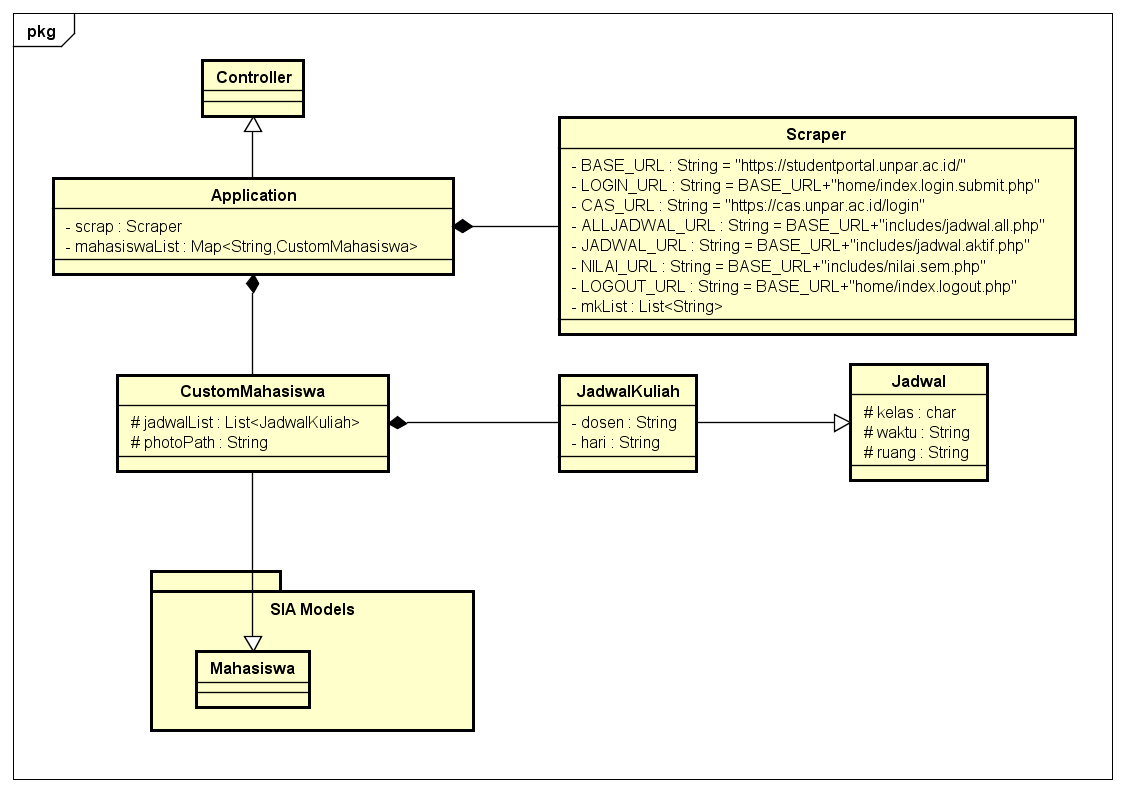 pkg
Controller
Application
- scrap : Scraper
- mahasiswaList : Map<String,CustomMahasiswa>
Scraper
- BASE_URL : String = "https://studentportal.unpar.ac.id/"
- LOGIN_URL : String = BASE_URL+"home/index.login.submit.php"
- CAS_URL : String = "https://cas.unpar.ac.id/login"
- ALLJADWAL_URL : String = BASE_URL+"includes/jadwal.all.php"
- JADWAL_URL : String = BASE_URL+"includes/jadwal.aktif.php"
- NILAI_URL : String = BASE_URL+"includes/nilai.sem.php"
- LOGOUT_URL : String = BASE_URL+"home/index.logout.php"
- mkList : List<String>
CustomMahasiswa
# jadwalList : List<JadwalKuliah>
# photoPath : String
JadwalKuliah
- dosen : String
- hari : String
Jadwal
# kelas : char
# waktu : String
# ruang : String
SIA Models
Mahasiswa